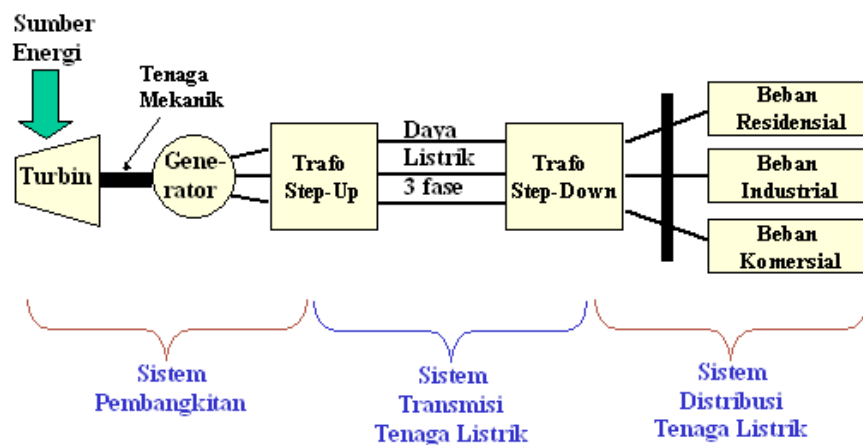 Sumber
Energi
Tenaga
Mekanik
Turbin
Gene-
rator
Trafo
Step-Up
Daya
Listrik
3 fase
Trafo
Step-Down
Beban
Residensial
Beban
Industrial
Beban
Komersial
Sistem
Pembangkitan
Sistem
Transmisi
Tenaga Listrik
Sistem
Distribusi
Tenaga Listrik